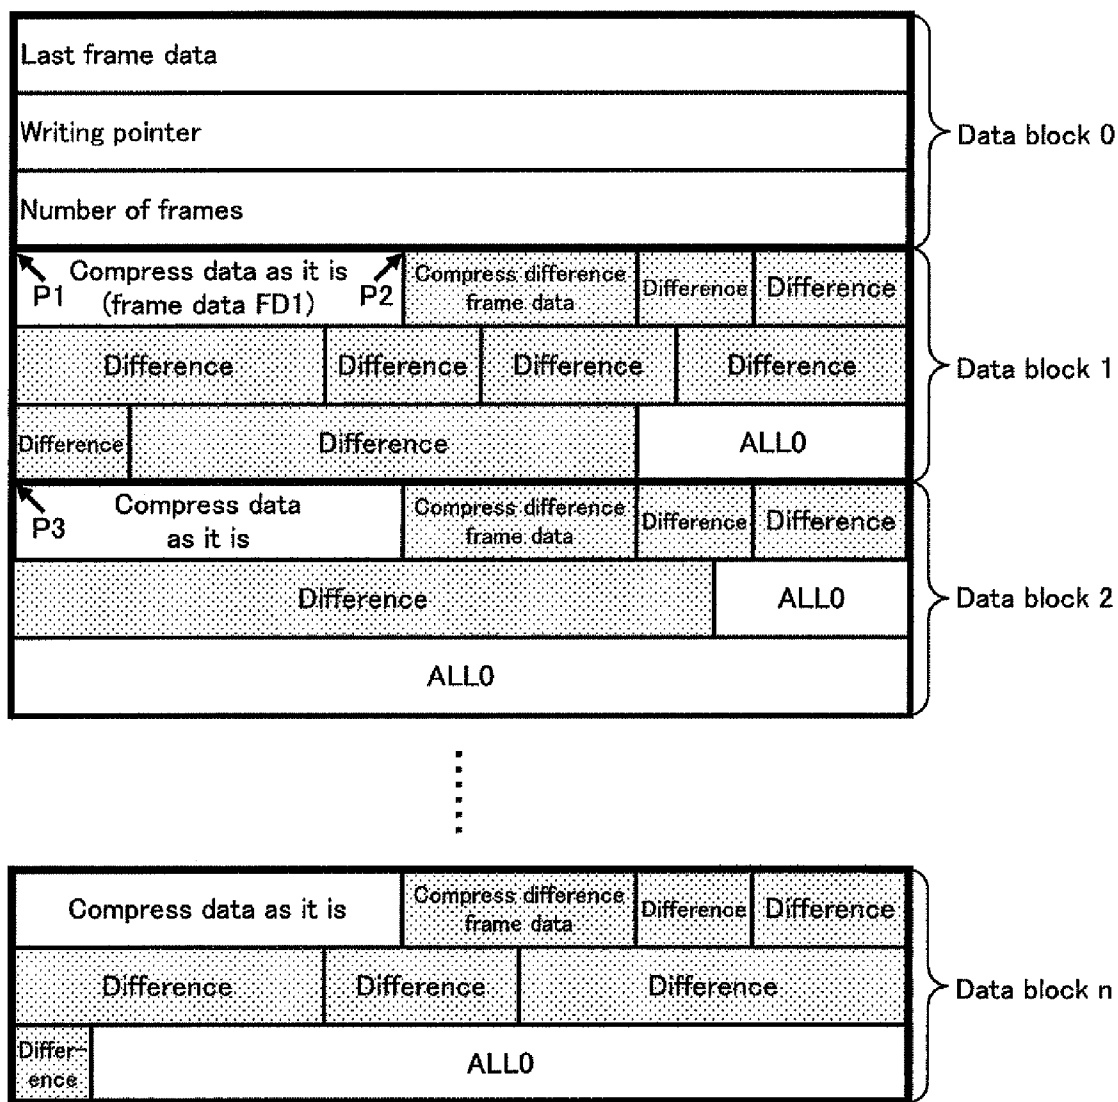 Last frame data
Writing pointer
Number of frames
Data block 0
P1
Compress data as it is
(frame data FD1)
P2
Compress difference
frame data
Difference
Difference
Difference
Difference
Difference
Difference
Difference
Difference
ALL0
Data block 1
P3
Compress data
as it is
Compress difference
frame data
Difference
Difference
Difference
ALL0
ALL0
Data block 2
Compress data as it is
Compress difference
frame data
Difference
Difference
Difference
Difference
Difference
Differ-
ence
ALL0
Data block n